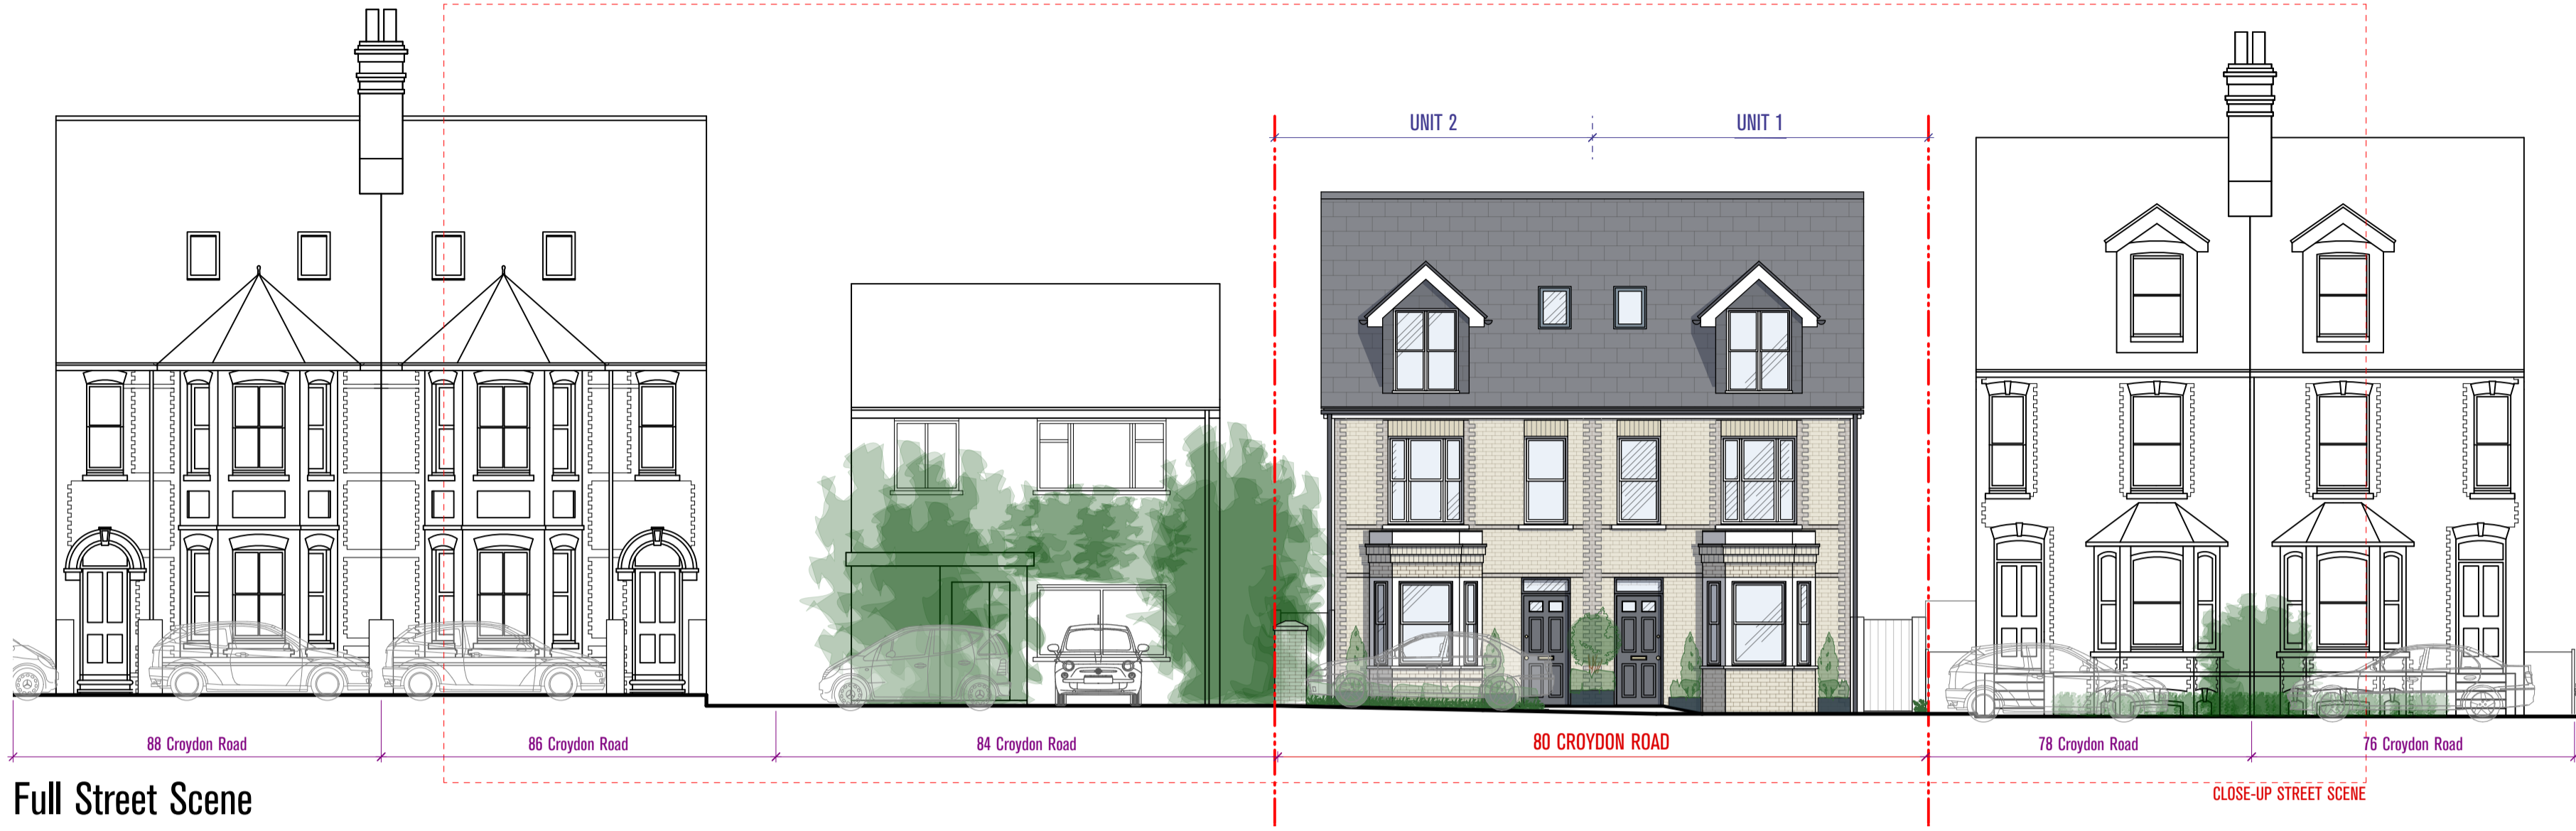 UNIT 2
UNIT 1
88 Croydon Road
86 Croydon Road
84 Croydon Road
80 CROYDON ROAD
78 Croydon Road
76 Croydon Road
Full Street Scene
CLOSE-UP STREET SCENE